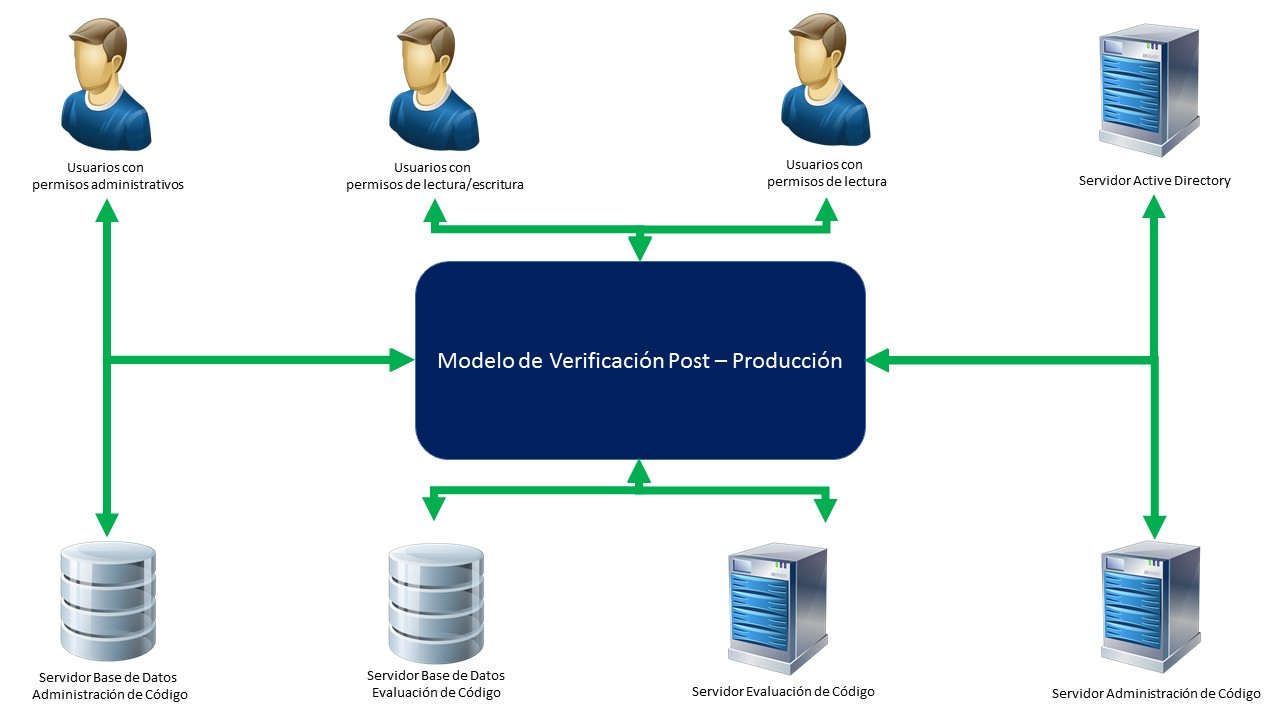 Usuarios con
permisos administrativos
Usuarios con
permisos de lectura/escritura
Usuarios con
permisos de lectura
Servidor Active Directory
Modelo de Verificación Post – Producción
Servidor Base de Datos
Administración de Código
Servidor Base de Datos
Evaluación de Código
Servidor Evaluación de Código
Servidor Administración de Código